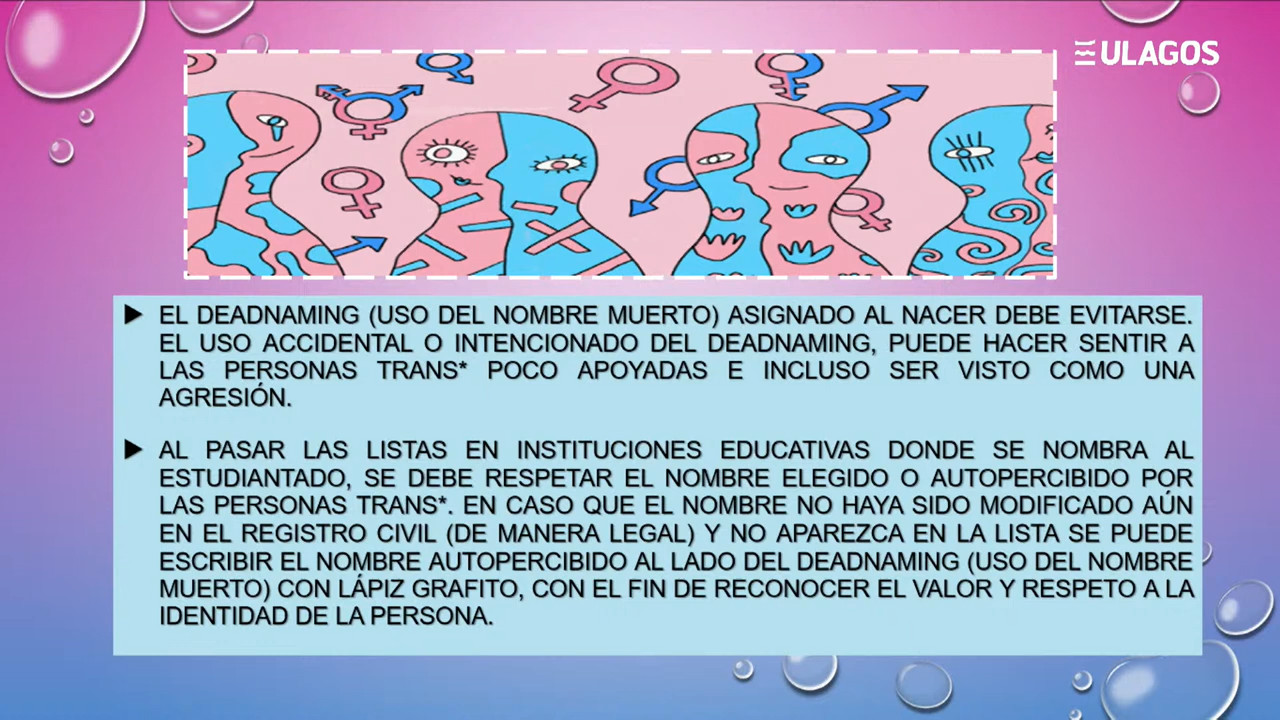 ULAGOS
EL DEADNAMING (USO DEL NOMBRE MUERTO) ASIGNADO AL NACER DEBE EVITARSE.
EL USO ACCIDENTAL O INTENCIONADO DEL DEADNAMING, PUEDE HACER SENTIR A
LAS PERSONAS TRANS* POCO APOYADAS E INCLUSO SER VISTO COMO UNA
AGRESIÓN.
AL PASAR LAS LISTAS EN INSTITUCIONES EDUCATIVAS DONDE SE NOMBRA AL
ESTUDIANTADO, SE DEBE RESPETAR EL NOMBRE ELEGIDO O AUTOPERCIBIDO POR
LAS PERSONAS TRANS*. EN CASO QUE EL NOMBRE NO HAYA SIDO MODIFICADO AÚN
EN EL REGISTRO CIVIL (DE MANERA LEGAL) Y NO APAREZCA EN LA LISTA SE PUEDE
ESCRIBIR EL NOMBRE AUTOPERCIBIDO AL LADO DEL DEADNAMING (USO DEL NOMBRE
MUERTO) CON LÁPIZ GRAFITO, CON EL FIN DE RECONOCER EL VALOR Y RESPETO A LA
IDENTIDAD DE LA PERSONA.